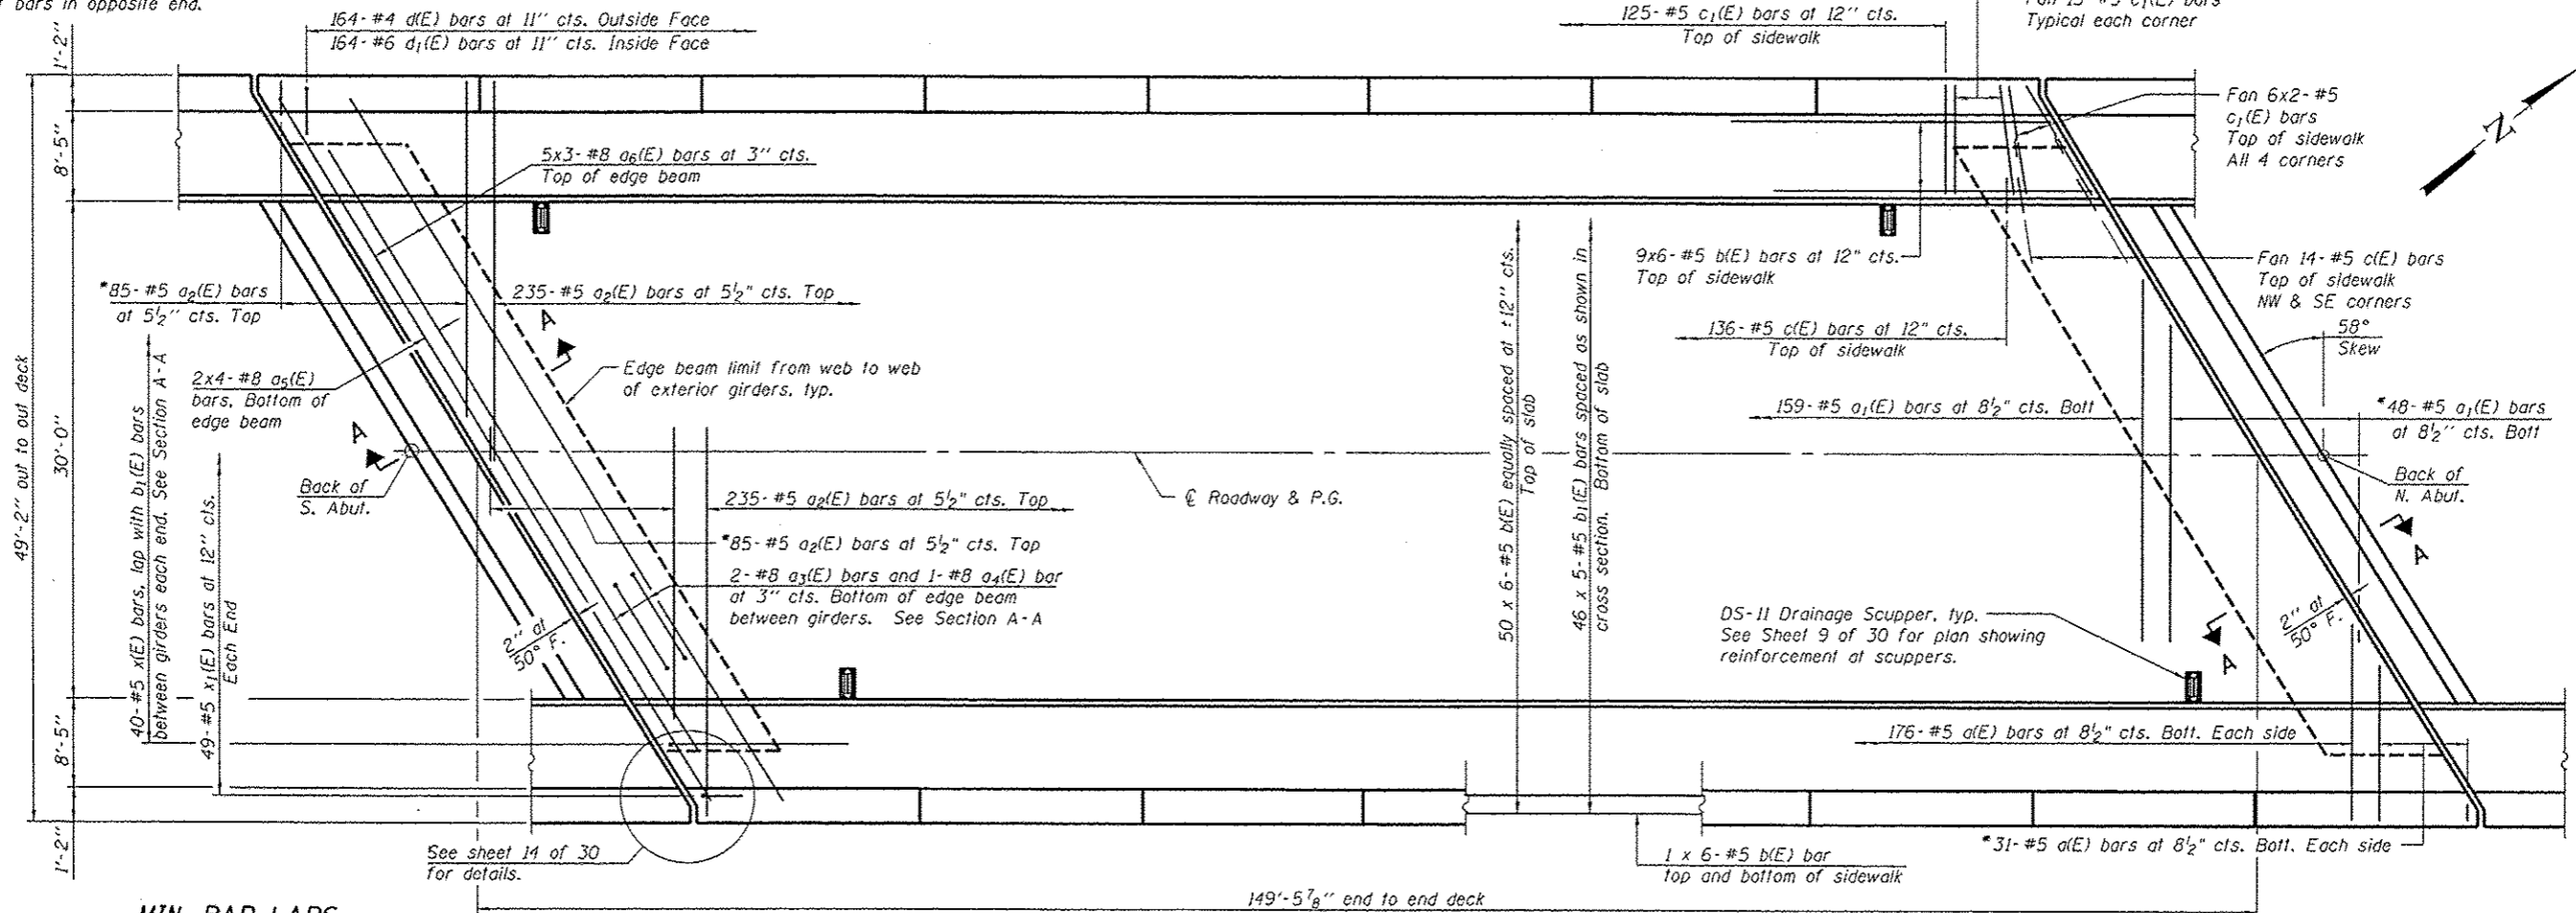 bars in opposite end.
164-#4 d(E) bars at 11" cts. Outside Face
164-#6 d₁(E) bars at 11" cts. Inside Face
125-#5 c₁(E) bars at 12" cts.
Top of sidewalk
Fan 15-#5 c₁(E) bars
Typical each corner
1'-2"
8'-5"
30'-0"
8'-5"
1'-2"
49'-2" out to out deck
Fan 6x2-#5
c₁(E) bars
Top of sidewalk
All 4 corners
N
5x3-#8 a₆(E) bars at 3" cts.
Top of edge beam
*85-#5 a₂(E) bars
at 5½" cts. Top
235-#5 a₂(E) bars at 5½" cts. Top
9x6-#5 b(E) bars at 12" cts.
Top of sidewalk
Fan 14-#5 c(E) bars
Top of sidewalk
NW & SE corners
136-#5 c(E) bars at 12" cts.
Top of sidewalk
58°
Skew
A
A
Edge beam limit from web to web
of exterior girders, typ.
2x4-#8 a₅(E)
bars, Bottom of
edge beam
159-#5 a₁(E) bars at 8½" cts. Bott
*48-#5 a₁(E) bars
at 8½" cts. Bott
40-#5 x(E) bars, lap with b₁(E) bars
between girders each end. See Section A-A
49-#5 x₁(E) bars at 12" cts.
Each End
Back of
S. Abut.
℄ Roadway & P.G.
Back of
N. Abut.
235-#5 a₂(E) bars at 5½" cts. Top
*85-#5 a₂(E) bars at 5½" cts. Top
2-#8 a₃(E) bars and 1-#8 a₄(E) bar
at 3" cts. Bottom of edge beam
between girders. See Section A-A
50 x 6-#5 b(E) equally spaced at ±12" cts.
Top of slab
46 x 5-#5 b₁(E) bars spaced as shown in
cross section. Bottom of slab
A
A
2" at
50° F.
2" at
50° F.
DS-11 Drainage Scupper, typ.
See Sheet 9 of 30 for plan showing
reinforcement at scuppers.
176-#5 a(E) bars at 8½" cts. Bott. Each side
*31-#5 a(E) bars at 8½" cts. Bott. Each side
See sheet 14 of 30
for details.
1 x 6-#5 b(E) bar
top and bottom of sidewalk
149'-5⅞" end to end deck
MIN BAR LAPS